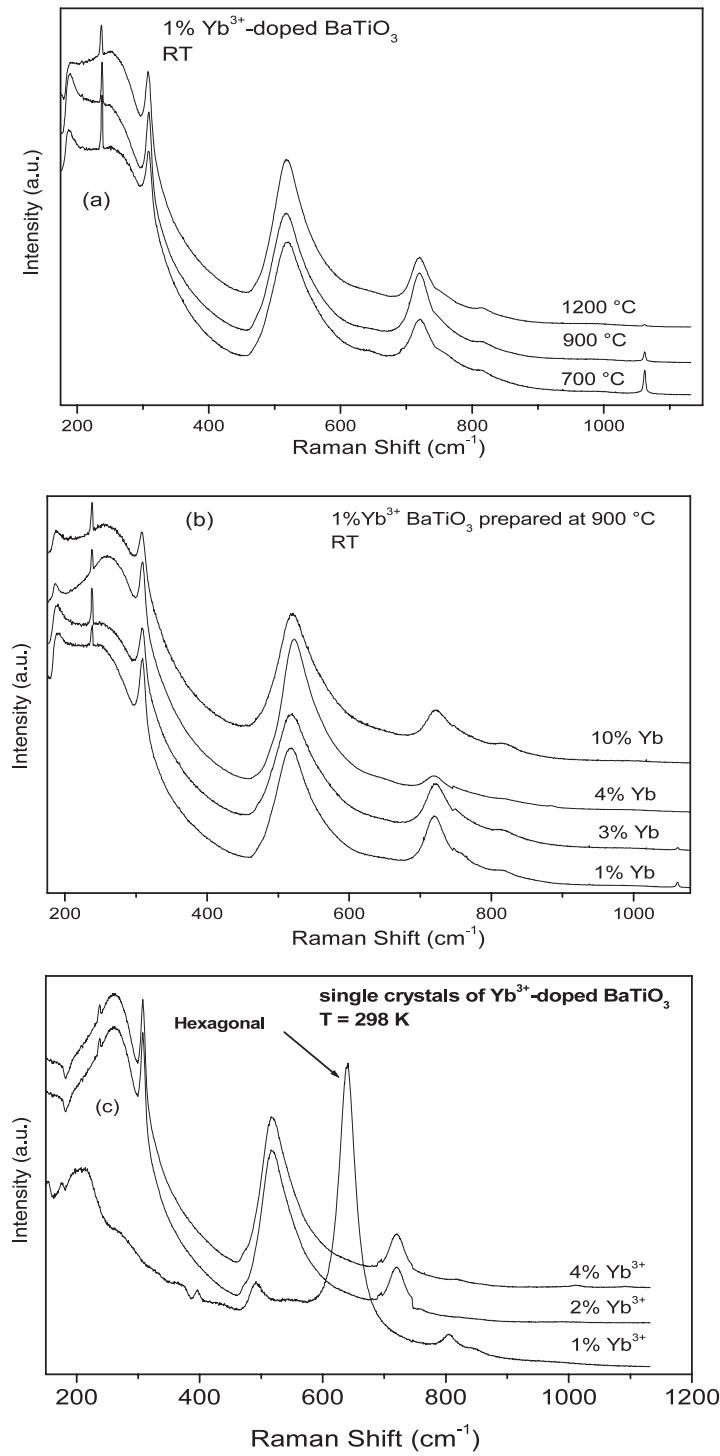 1% Yb³⁺-doped BaTiO₃
RT
(a)
1200 °C
900 °C
700 °C
Intensity (a.u.)
200 400 600 800 1000
Raman Shift (cm⁻¹)
(b)
1%Yb³⁺ BaTiO₃ prepared at 900 °C
RT
10% Yb
4% Yb
3% Yb
1% Yb
Intensity (a.u.)
200 400 600 800 1000
Raman Shift (cm⁻¹)
single crystals of Yb³⁺-doped BaTiO₃
T = 298 K
Hexagonal
(c)
4% Yb³⁺
2% Yb³⁺
1% Yb³⁺
Intensity (a.u.)
200 400 600 800 1000 1200
Raman Shift (cm⁻¹)